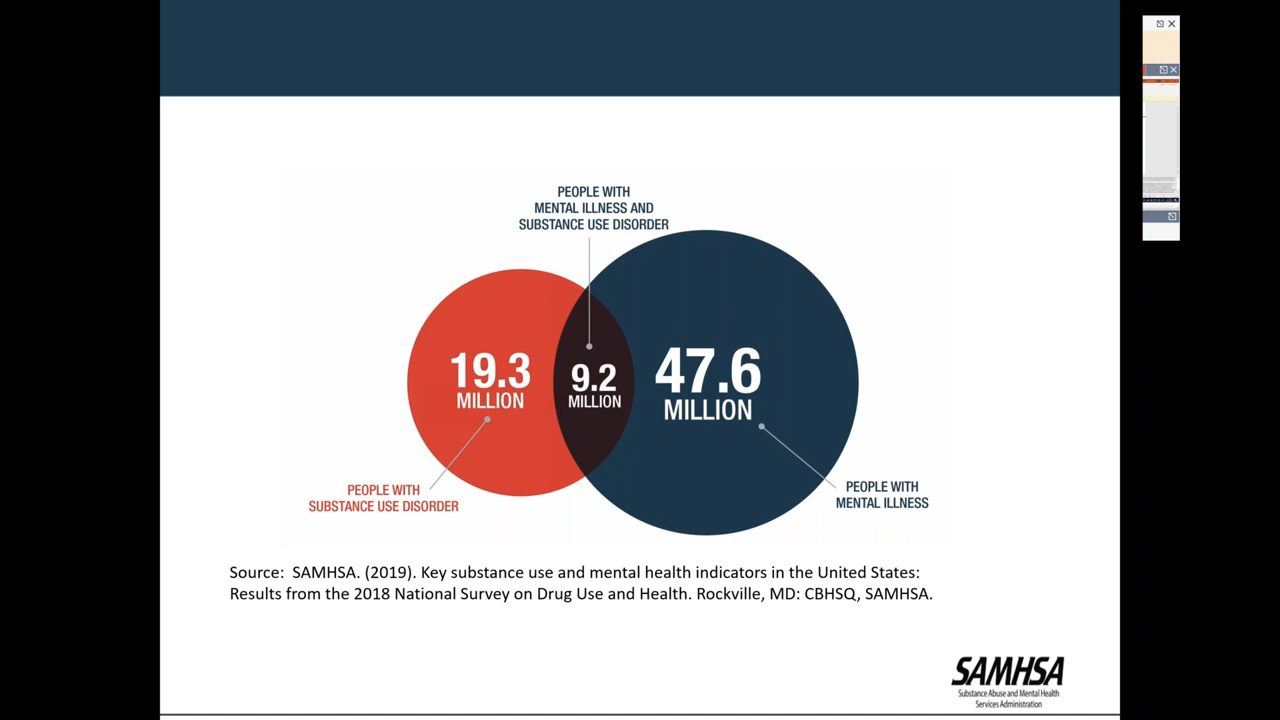 PEOPLE WITH
MENTAL ILLNESS AND
SUBSTANCE USE DISORDER
19.3
MILLION
9.2
MILLION
47.6
MILLION
PEOPLE WITH
SUBSTANCE USE DISORDER
PEOPLE WITH
MENTAL ILLNESS
Source:  SAMHSA. (2019). Key substance use and mental health indicators in the United States:
Results from the 2018 National Survey on Drug Use and Health. Rockville, MD: CBHSQ, SAMHSA.
SAMHSA
Substance Abuse and Mental Health
Services Administration